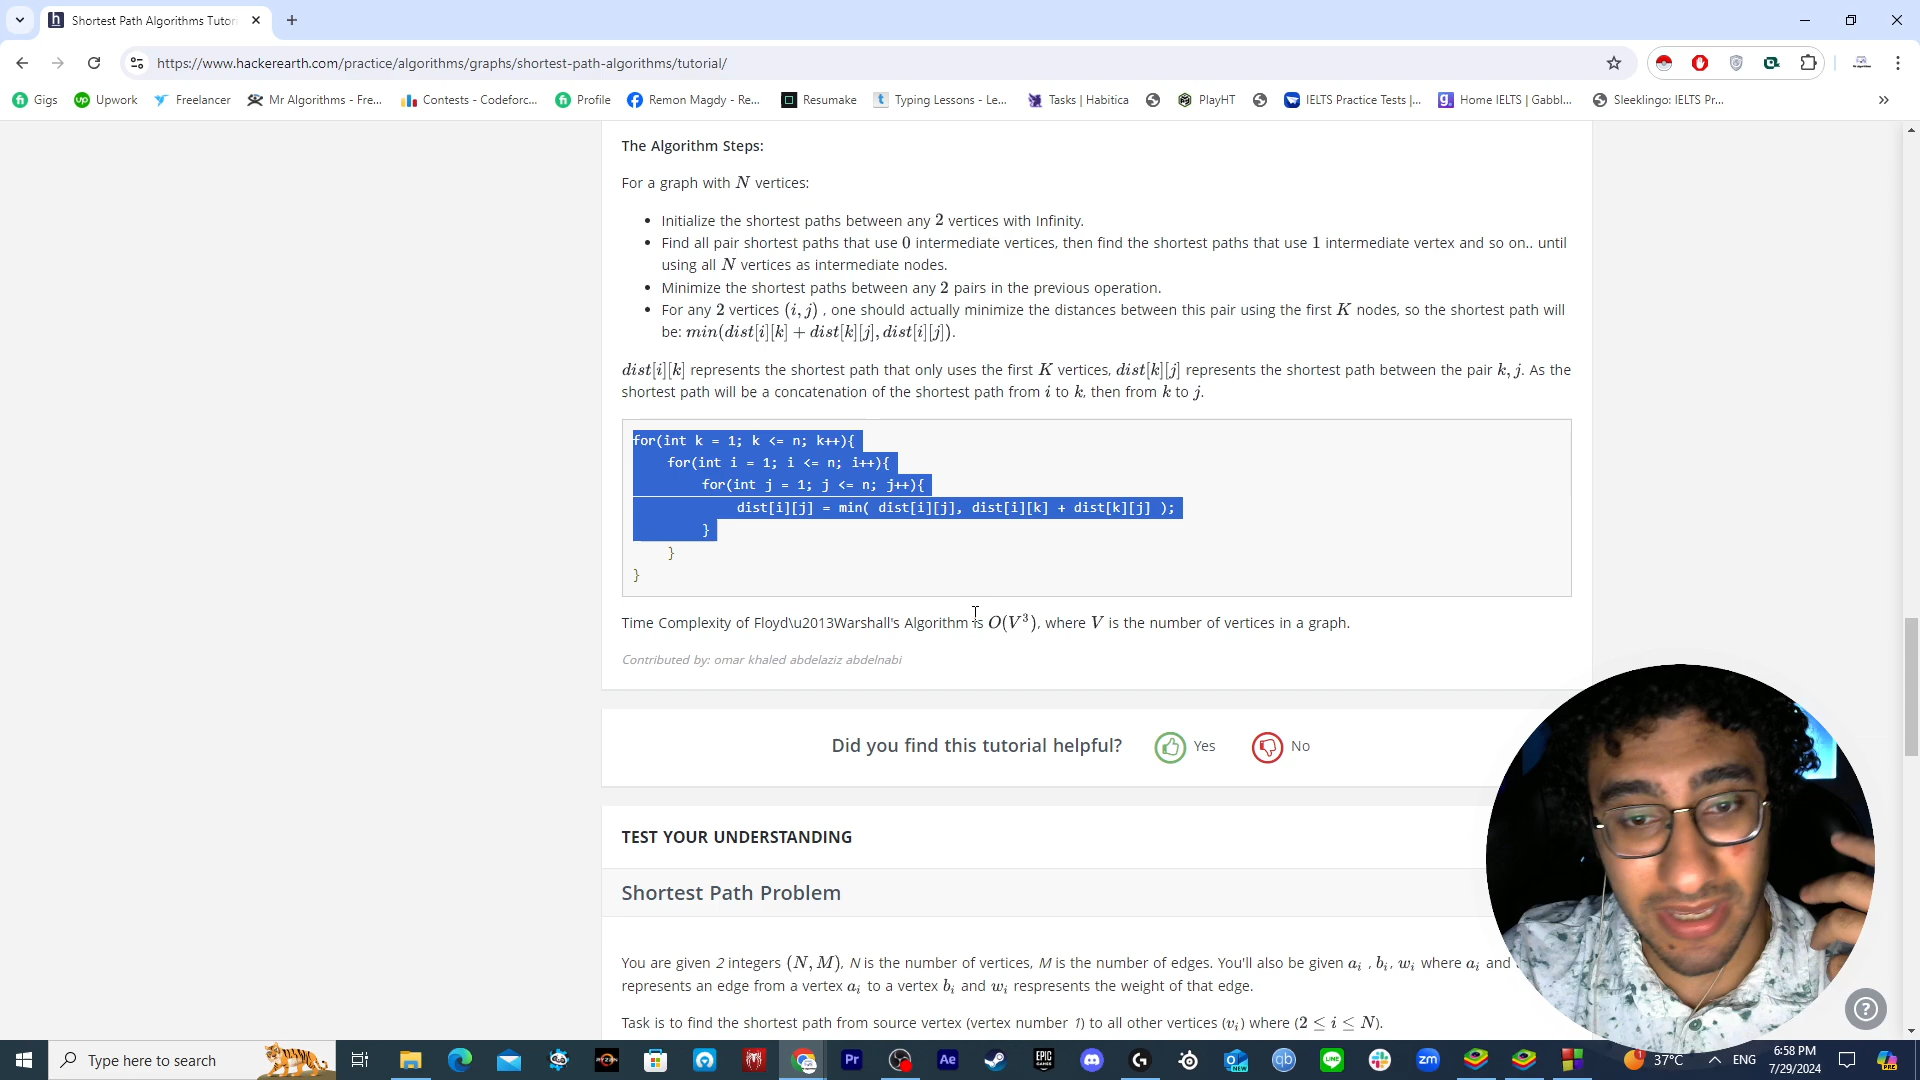 Shortest Path Algorithms Tutor
https://www.hackerearth.com/practice/algorithms/graphs/shortest-path-algorithms/tutorial/
Gigs Upwork Freelancer Mr Algorithms - Fre... Contests - Codeforc... Profile Remon Magdy - Re... Resumake Typing Lessons - Le... Tasks | Habitica PlayHT IELTS Practice Tests |... Home IELTS | Gabbl... Sleeklingo: IELTS Pr... »
The Algorithm Steps:
For a graph with N vertices:
• Initialize the shortest paths between any 2 vertices with Infinity.
• Find all pair shortest paths that use 0 intermediate vertices, then find the shortest paths that use 1 intermediate vertex and so on.. until
using all N vertices as intermediate nodes.
• Minimize the shortest paths between any 2 pairs in the previous operation.
• For any 2 vertices (i, j) , one should actually minimize the distances between this pair using the first K nodes, so the shortest path will
be: min(dist[i][k] + dist[k][j], dist[i][j]).
dist[i][k] represents the shortest path that only uses the first K vertices, dist[k][j] represents the shortest path between the pair k, j. As the
shortest path will be a concatenation of the shortest path from i to k, then from k to j.
for(int k = 1; k <= n; k++){
for(int i = 1; i <= n; i++){
for(int j = 1; j <= n; j++){
dist[i][j] = min( dist[i][j], dist[i][k] + dist[k][j] );
}
}
}
Time Complexity of Floyd\u2013Warshall's Algorithm is O(V³), where V is the number of vertices in a graph.
Contributed by: omar khaled abdelaziz abdelnabi
Did you find this tutorial helpful? Yes No
TEST YOUR UNDERSTANDING
Shortest Path Problem
You are given 2 integers (N, M), N is the number of vertices, M is the number of edges. You'll also be given aᵢ , bᵢ, wᵢ where aᵢ and
represents an edge from a vertex aᵢ to a vertex bᵢ and wᵢ respresents the weight of that edge.
Task is to find the shortest path from source vertex (vertex number 1) to all other vertices (vᵢ) where (2 ≤ i ≤ N).
Type here to search
37°C ENG
6:58 PM
7/29/2024